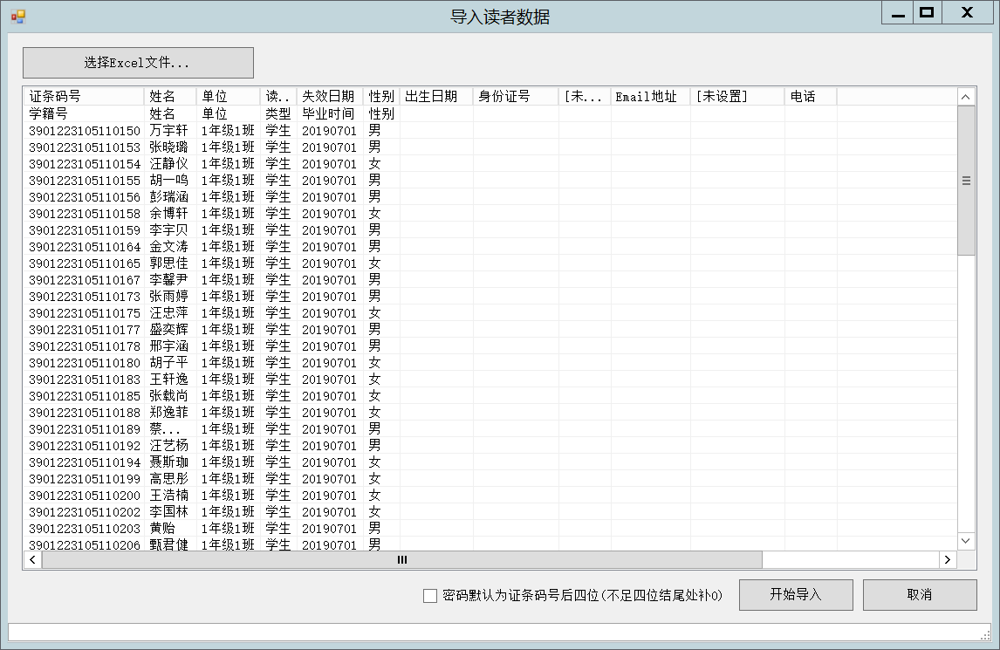 导入读者数据
选择Excel文件...
证条码号 姓名 单位 读.. 失效日期 性别 出生日期 身份证号 [未... Email地址 [未设置] 电话
学籍号 姓名 单位 类型 毕业时间 性别
3901223105110150 万宇轩 1年级1班 学生 20190701 男
3901223105110153 张晓璐 1年级1班 学生 20190701 男
3901223105110154 汪静仪 1年级1班 学生 20190701 女
3901223105110155 胡一鸣 1年级1班 学生 20190701 男
3901223105110156 彭瑞涵 1年级1班 学生 20190701 男
3901223105110158 余博轩 1年级1班 学生 20190701 女
3901223105110159 李宇贝 1年级1班 学生 20190701 男
3901223105110164 金文涛 1年级1班 学生 20190701 男
3901223105110165 郭思佳 1年级1班 学生 20190701 女
3901223105110167 李馨尹 1年级1班 学生 20190701 男
3901223105110173 张雨婷 1年级1班 学生 20190701 男
3901223105110175 汪忠萍 1年级1班 学生 20190701 女
3901223105110177 盛奕辉 1年级1班 学生 20190701 男
3901223105110178 邢宇涵 1年级1班 学生 20190701 男
3901223105110180 胡子平 1年级1班 学生 20190701 女
3901223105110183 王轩逸 1年级1班 学生 20190701 女
3901223105110185 张载尚 1年级1班 学生 20190701 女
3901223105110188 郑逸菲 1年级1班 学生 20190701 女
3901223105110189 蔡... 1年级1班 学生 20190701 男
3901223105110192 汪艺杨 1年级1班 学生 20190701 男
3901223105110194 聂斯珈 1年级1班 学生 20190701 女
3901223105110199 高思彤 1年级1班 学生 20190701 女
3901223105110200 王浩楠 1年级1班 学生 20190701 女
3901223105110202 李国林 1年级1班 学生 20190701 女
3901223105110203 黄贻 1年级1班 学生 20190701 男
3901223105110206 甄君健 1年级1班 学生 20190701 男
密码默认为证条码号后四位(不足四位结尾处补0) 开始导入 取消